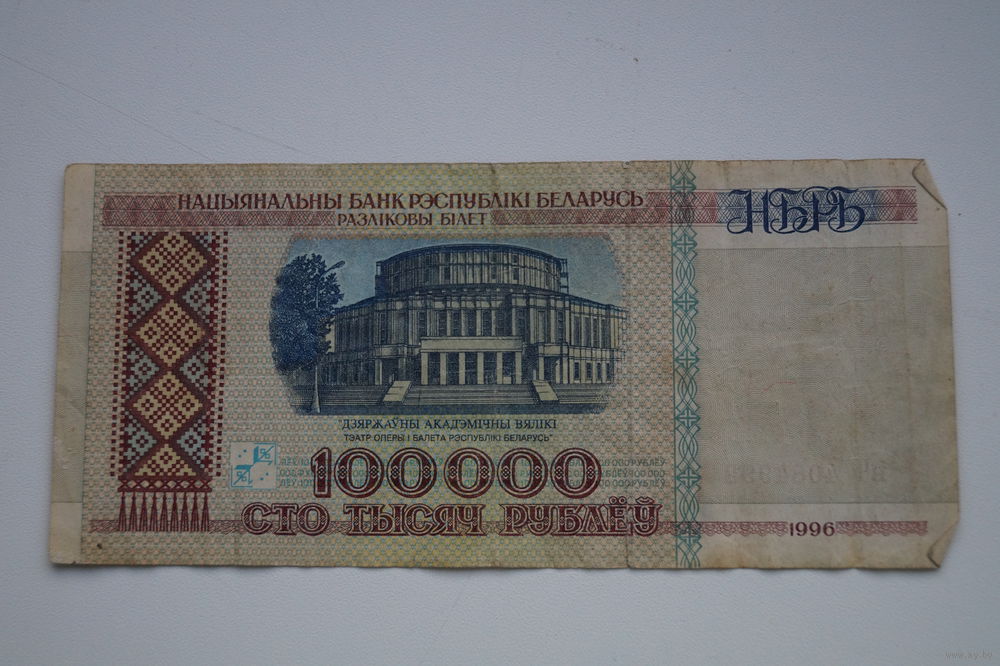 НАЦЫЯНАЛЬНЫ БАНК РЭСПУБЛІКІ БЕЛАРУСЬ
РАЗЛІКОВЫ БІЛЕТ
НБРБ
"ДЗЯРЖАЎНЫ АКАДЭМІЧНЫ ВЯЛІКІ
ТЭАТР ОПЕРЫ І БАЛЕТА РЭСПУБЛІКІ БЕЛАРУСЬ"
100000
СТО ТЫСЯЧ РУБЛЁЎ
1996